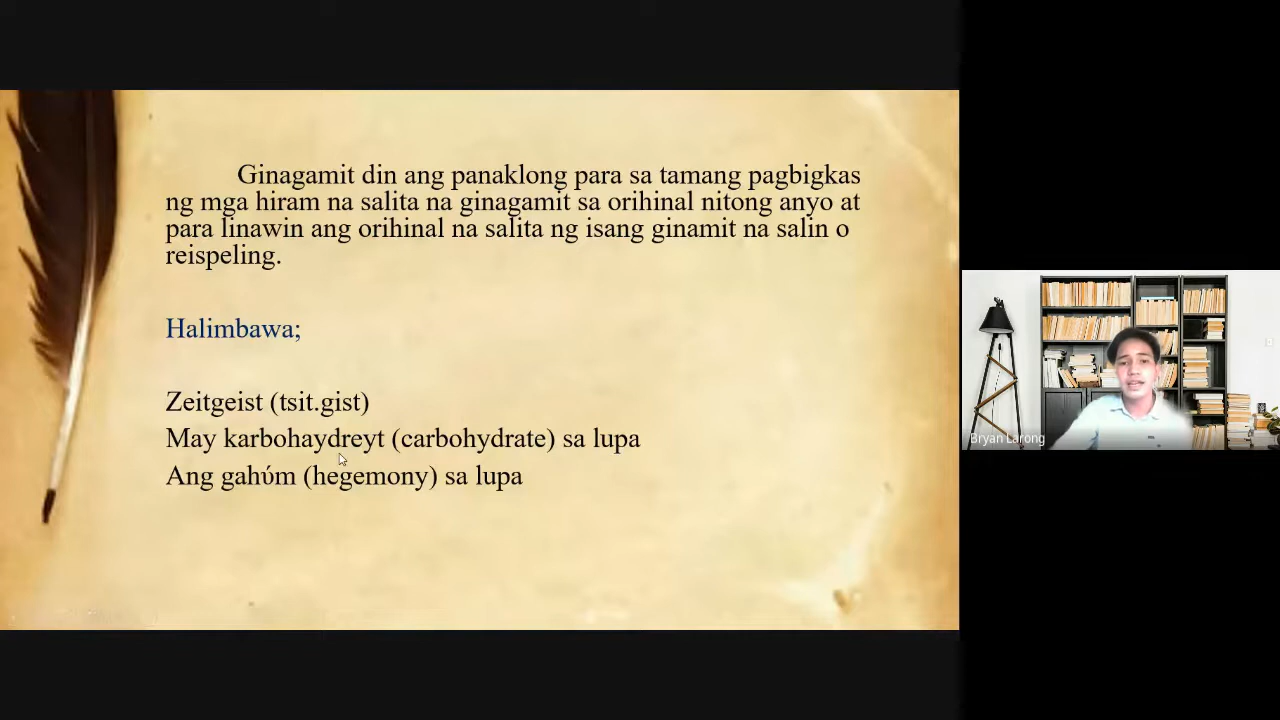 Ginagamit din ang panaklong para sa tamang pagbigkas
ng mga hiram na salita na ginagamit sa orihinal nitong anyo at
para linawin ang orihinal na salita ng isang ginamit na salin o
reispeling.
Halimbawa;
Zeitgeist (tsit.gist)
May karbohaydreyt (carbohydrate) sa lupa
Ang gahúm (hegemony) sa lupa
Bryan Larong